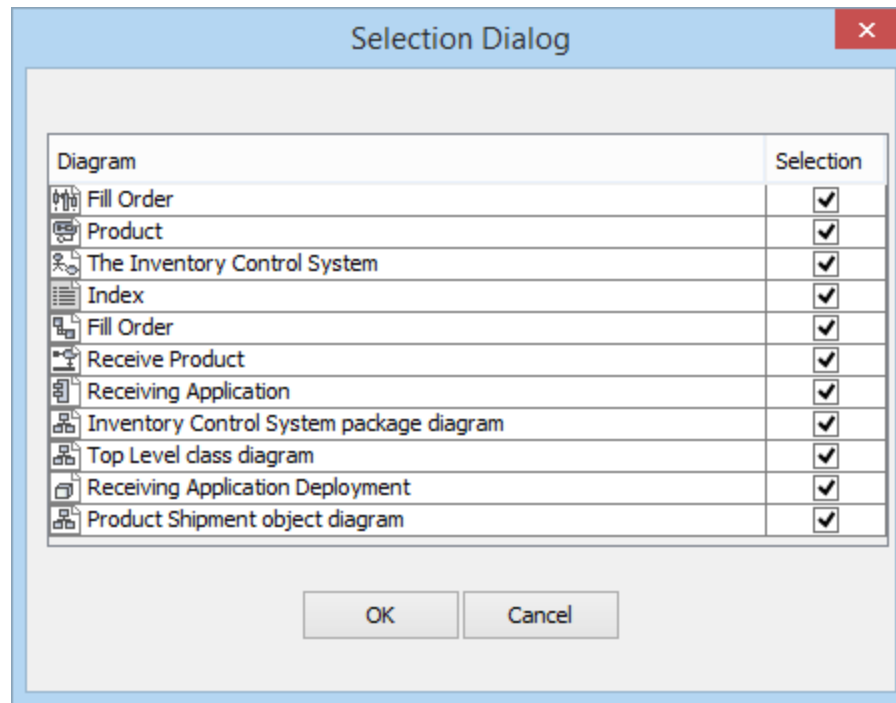 Selection Dialog
Diagram Selection
Fill Order
Product
The Inventory Control System
Index
Fill Order
Receive Product
Receiving Application
Inventory Control System package diagram
Top Level class diagram
Receiving Application Deployment
Product Shipment object diagram
OK Cancel